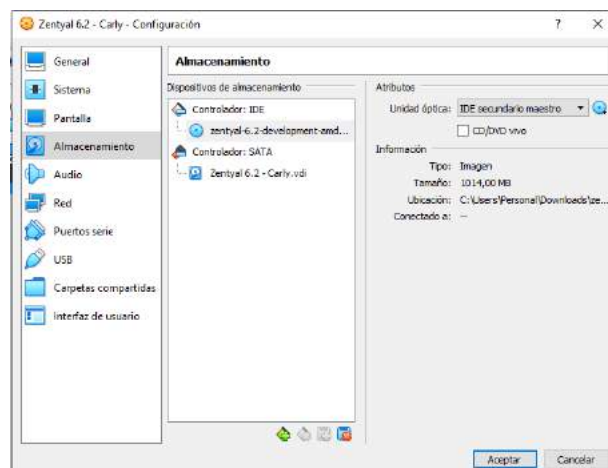 Zentyal 6.2 - Carly - Configuración
General
Sistema
Pantalla
Almacenamiento
Audio
Red
Puertos serie
USB
Carpetas compartidas
Interfaz de usuario
Almacenamiento
Dispositivos de almacenamiento
Controlador: IDE
zentyal-6.2-development-amd...
Controlador: SATA
Zentyal 6.2 - Carly.vdi
Atributos
Unidad óptica: IDE secundario maestro
CD/DVD vivo
Información
Tipo: Imagen
Tamaño: 1014,00 MB
Ubicación: C:\Users\Personal\Downloads\ze...
Conectado a: --
Aceptar Cancelar